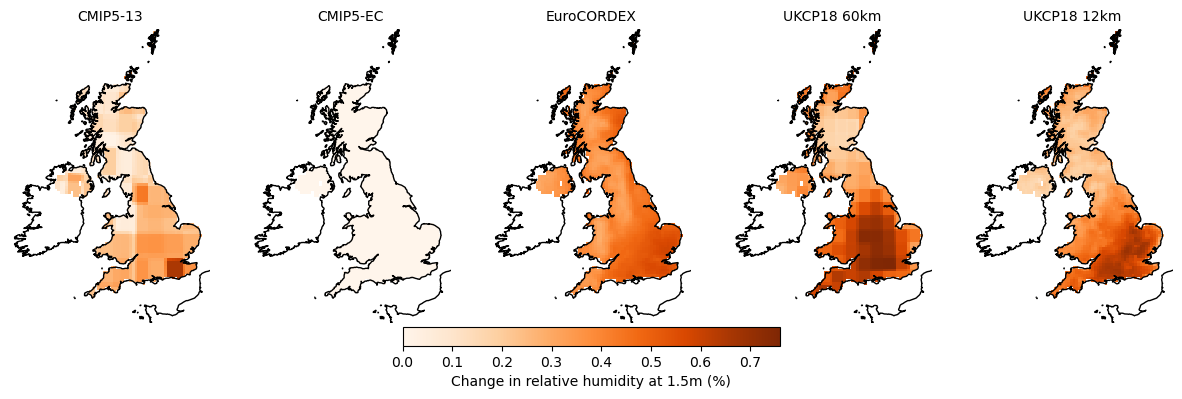 CMIP5-13 CMIP5-EC EuroCORDEX UKCP18 60km UKCP18 12km
0.0 0.1 0.2 0.3 0.4 0.5 0.6 0.7
Change in relative humidity at 1.5m (%)